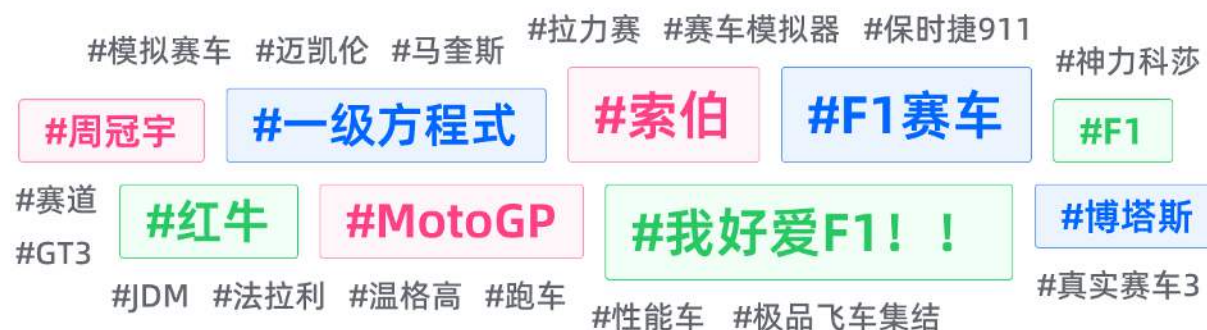 #模拟赛车 #迈凯伦 #马奎斯 #拉力赛 #赛车模拟器 #保时捷911 #神力科莎
#周冠宇 #一级方程式 #索伯 #F1赛车 #F1
#赛道 #红牛 #MotoGP #我好爱F1！！ #博塔斯
#GT3
#JDM #法拉利 #温格高 #跑车 #性能车 #极品飞车集结 #真实赛车3